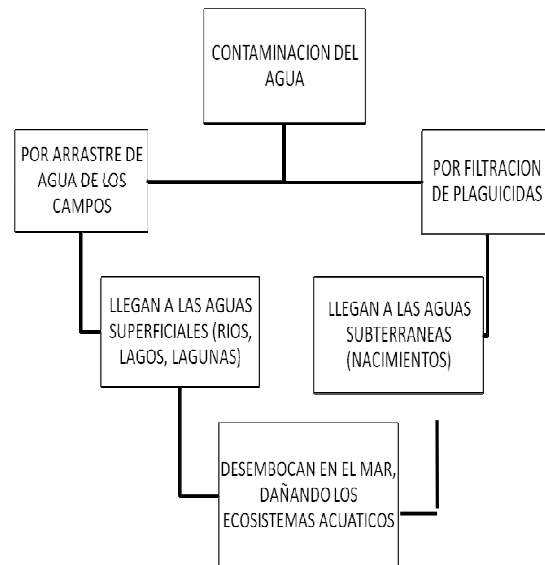 CONTAMINACION DEL
AGUA
POR ARRASTRE DE
AGUA DE LOS
CAMPOS
POR FILTRACION
DE PLAGUICIDAS
LLEGAN A LAS AGUAS
SUPERFICIALES (RIOS,
LAGOS, LAGUNAS)
LLEGAN A LAS AGUAS
SUBTERRANEAS
(NACIMIENTOS)
DESEMBOCAN EN EL MAR,
DAÑANDO LOS
ECOSISTEMAS ACUATICOS